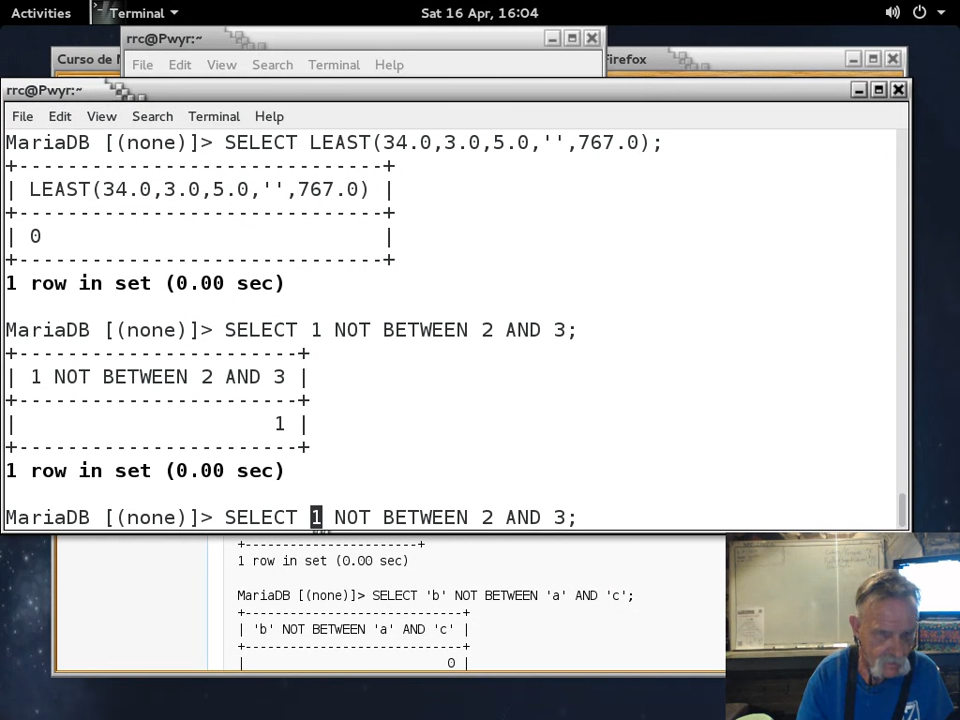 Activities
Terminal
Sat 16 Apr, 16:04
rrc@Pwyr:~
Curso de
File Edit View Search Terminal Help
Firefox
rrc@Pwyr:~
File Edit View Search Terminal Help
MariaDB [(none)]> SELECT LEAST(34.0,3.0,5.0,'',767.0);
+------------------------------+
| LEAST(34.0,3.0,5.0,'',767.0) |
+------------------------------+
| 0                            |
+------------------------------+
1 row in set (0.00 sec)
MariaDB [(none)]> SELECT 1 NOT BETWEEN 2 AND 3;
+-----------------------+
| 1 NOT BETWEEN 2 AND 3 |
+-----------------------+
|                     1 |
+-----------------------+
1 row in set (0.00 sec)
MariaDB [(none)]> SELECT 1 NOT BETWEEN 2 AND 3;
+-----------------------+
1 row in set (0.00 sec)
MariaDB [(none)]> SELECT 'b' NOT BETWEEN 'a' AND 'c';
+-----------------------------+
| 'b' NOT BETWEEN 'a' AND 'c' |
+-----------------------------+
|                           0 |